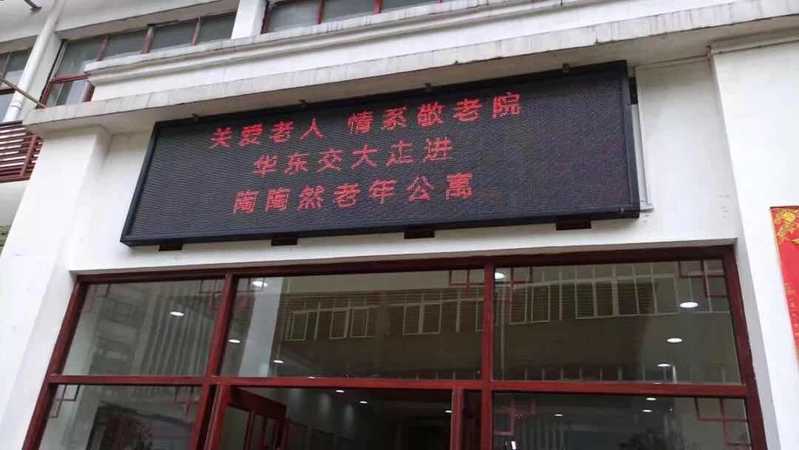 关爱老人 情系敬老院
华东交大走进
陶陶然老年公寓